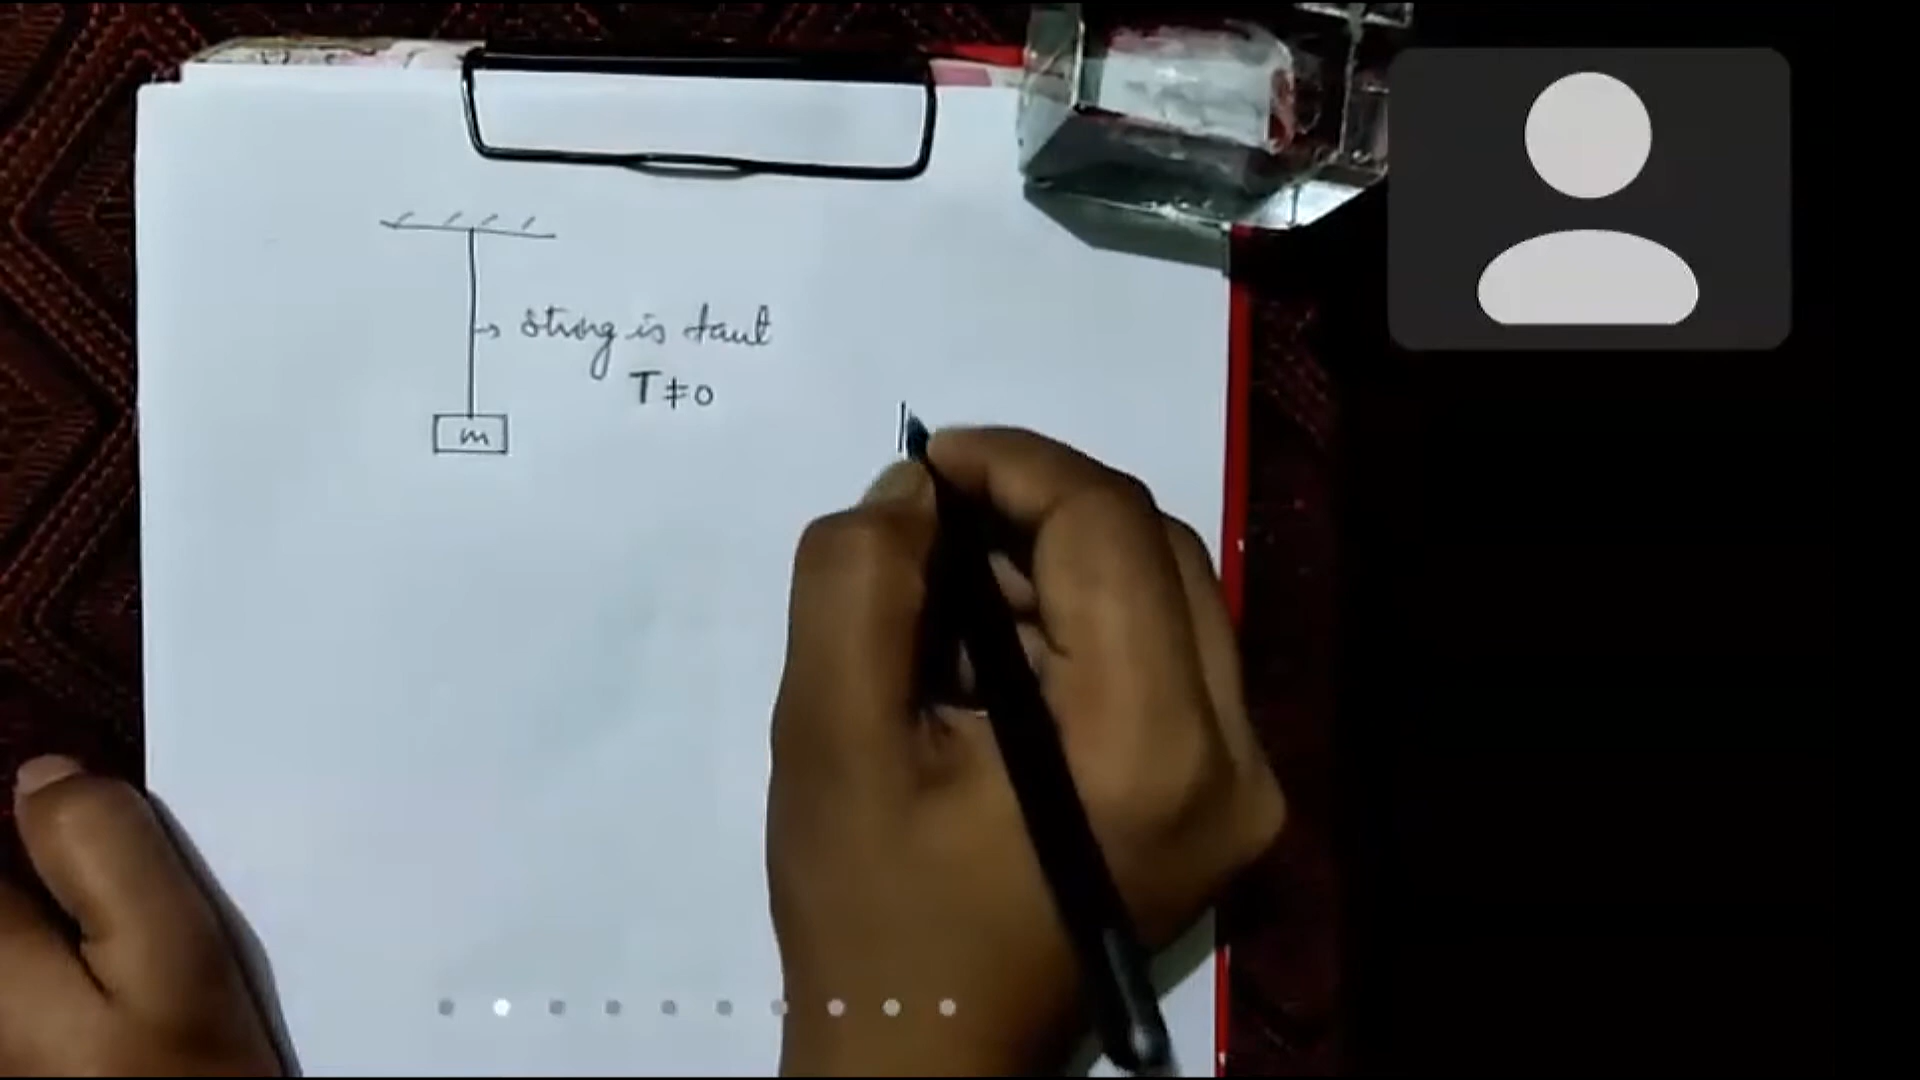 string is taut
T ≠ 0
m